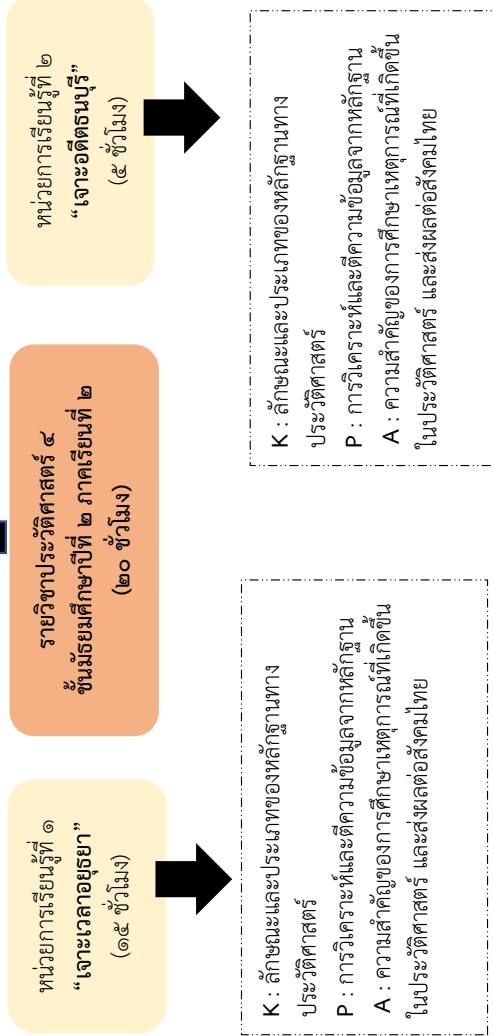 รายวิชาประวัติศาสตร์ ๔
ชั้นมัธยมศึกษาปีที่ ๒ ภาคเรียนที่ ๒
(๒๐ ชั่วโมง)
หน่วยการเรียนรู้ที่ ๑
“เจาะเวลาอยุธยา”
(๑๕ ชั่วโมง)
K : ลักษณะและประเภทของหลักฐานทาง
ประวัติศาสตร์
P : การวิเคราะห์และตีความข้อมูลจากหลักฐาน
A : ความสำคัญของการศึกษาเหตุการณ์ที่เกิดขึ้น
ในประวัติศาสตร์ และส่งผลต่อสังคมไทย
หน่วยการเรียนรู้ที่ ๒
“เจาะอดีตธนบุรี”
(๕ ชั่วโมง)
K : ลักษณะและประเภทของหลักฐานทาง
ประวัติศาสตร์
P : การวิเคราะห์และตีความข้อมูลจากหลักฐาน
A : ความสำคัญของการศึกษาเหตุการณ์ที่เกิดขึ้น
ในประวัติศาสตร์ และส่งผลต่อสังคมไทย